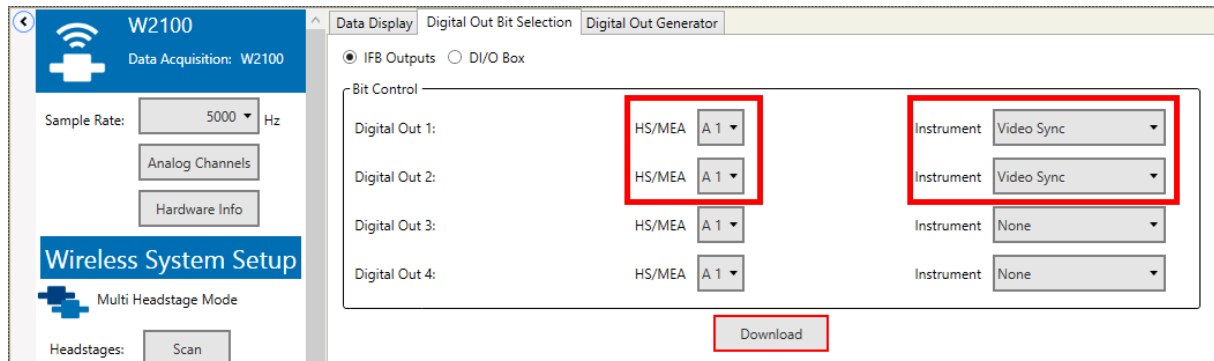 W2100
Data Acquisition: W2100
Sample Rate: 5000 Hz
Analog Channels
Hardware Info
Wireless System Setup
Multi Headstage Mode
Headstages: Scan
Data Display Digital Out Bit Selection Digital Out Generator
IFB Outputs DI/O Box
Bit Control
Digital Out 1: HS/MEA A 1 Instrument Video Sync
Digital Out 2: HS/MEA A 1 Instrument Video Sync
Digital Out 3: HS/MEA A 1 Instrument None
Digital Out 4: HS/MEA A 1 Instrument None
Download